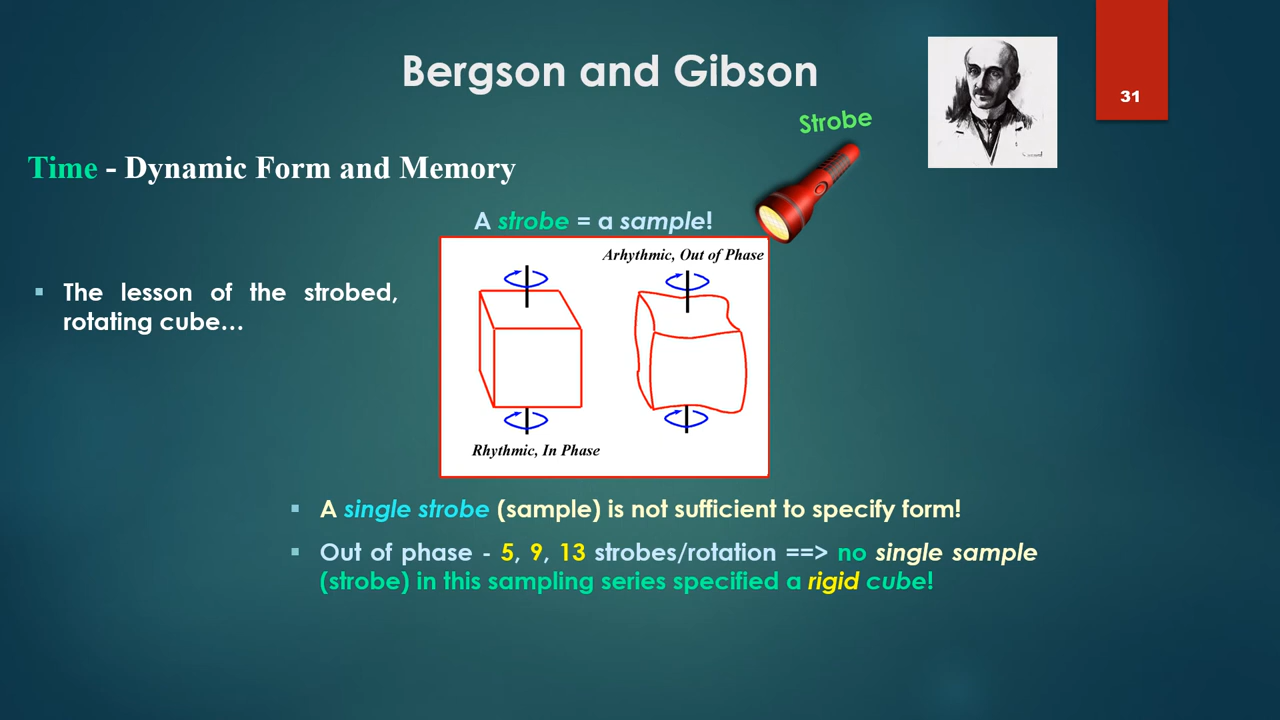 Bergson and Gibson
31
Strobe
Time - Dynamic Form and Memory
A strobe = a sample!
Arhythmic, Out of Phase
The lesson of the strobed,
rotating cube…
Rhythmic, In Phase
A single strobe (sample) is not sufficient to specify form!
Out of phase - 5, 9, 13 strobes/rotation ==> no single sample
(strobe) in this sampling series specified a rigid cube!